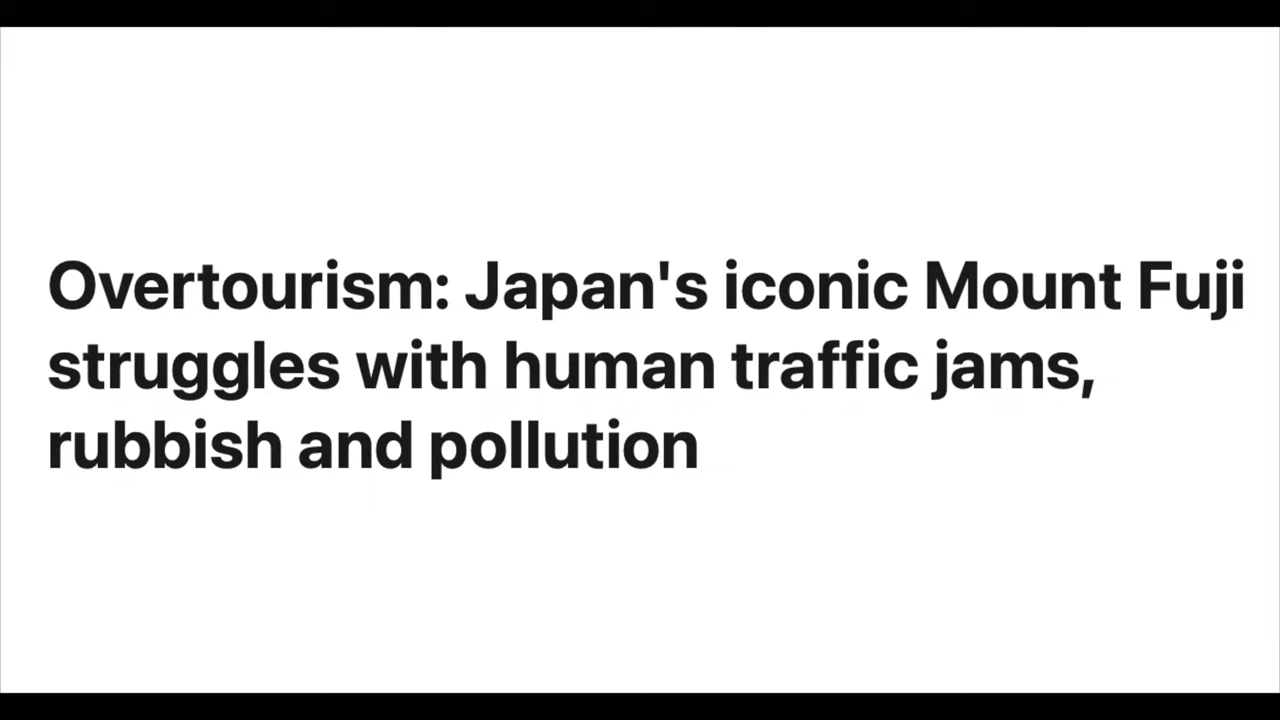 Overtourism: Japan's iconic Mount Fuji
struggles with human traffic jams,
rubbish and pollution